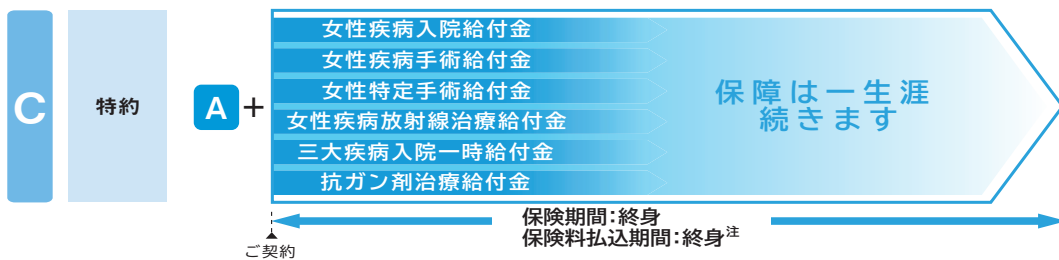 C
特約
A+
女性疾病入院給付金
女性疾病手術給付金
女性特定手術給付金
女性疾病放射線治療給付金
三大疾病入院一時給付金
抗ガン剤治療給付金
保障は一生涯
続きます
保険期間:終身
保険料払込期間:終身注
ご契約